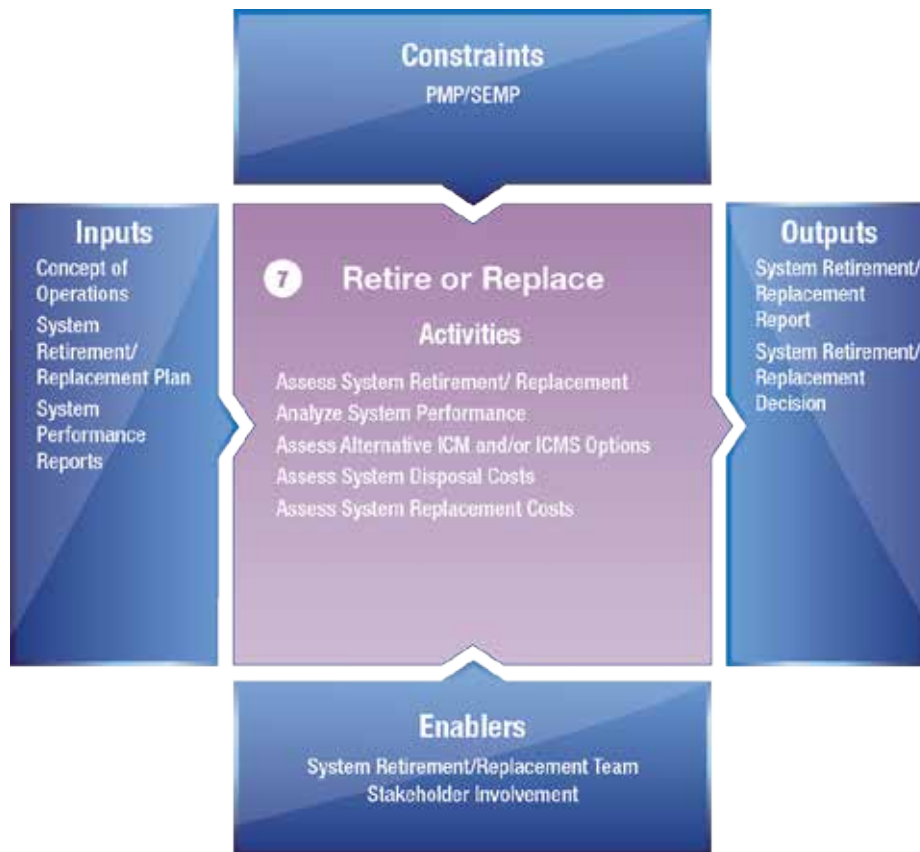 Constraints
PMP/SEMP
Inputs
Concept of
Operations
System
Retirement/
Replacement Plan
System
Performance
Reports
7 Retire or Replace
Activities
Assess System Retirement/ Replacement
Analyze System Performance
Assess Alternative ICM and/or ICMS Options
Assess System Disposal Costs
Assess System Replacement Costs
Outputs
System Retirement/
Replacement
Report
System Retirement/
Replacement
Decision
Enablers
System Retirement/Replacement Team
Stakeholder Involvement